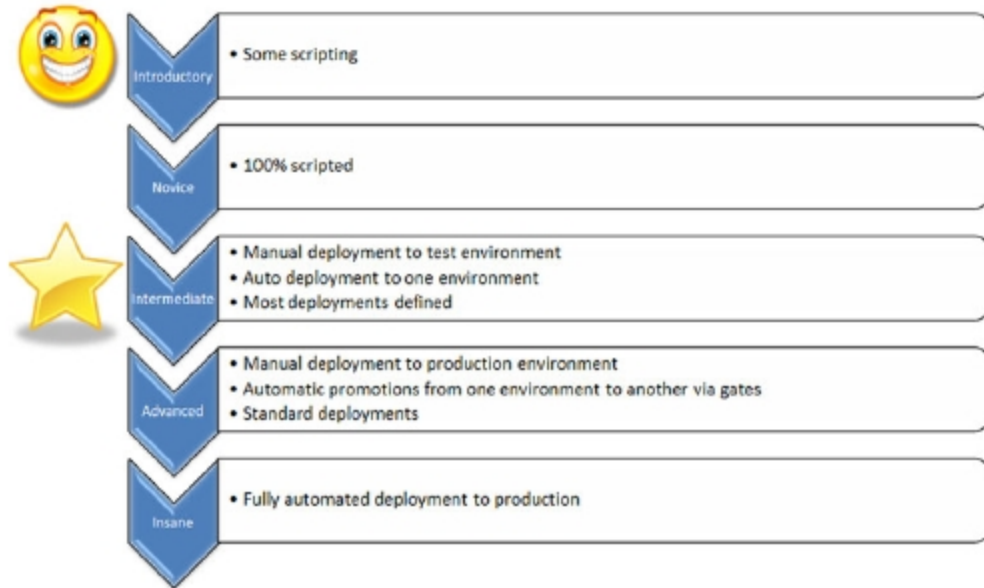 Introductory
• Some scripting
Novice
• 100% scripted
Intermediate
• Manual deployment to test environment
• Auto deployment to one environment
• Most deployments defined
Advanced
• Manual deployment to production environment
• Automatic promotions from one environment to another via gates
• Standard deployments
Insane
• Fully automated deployment to production